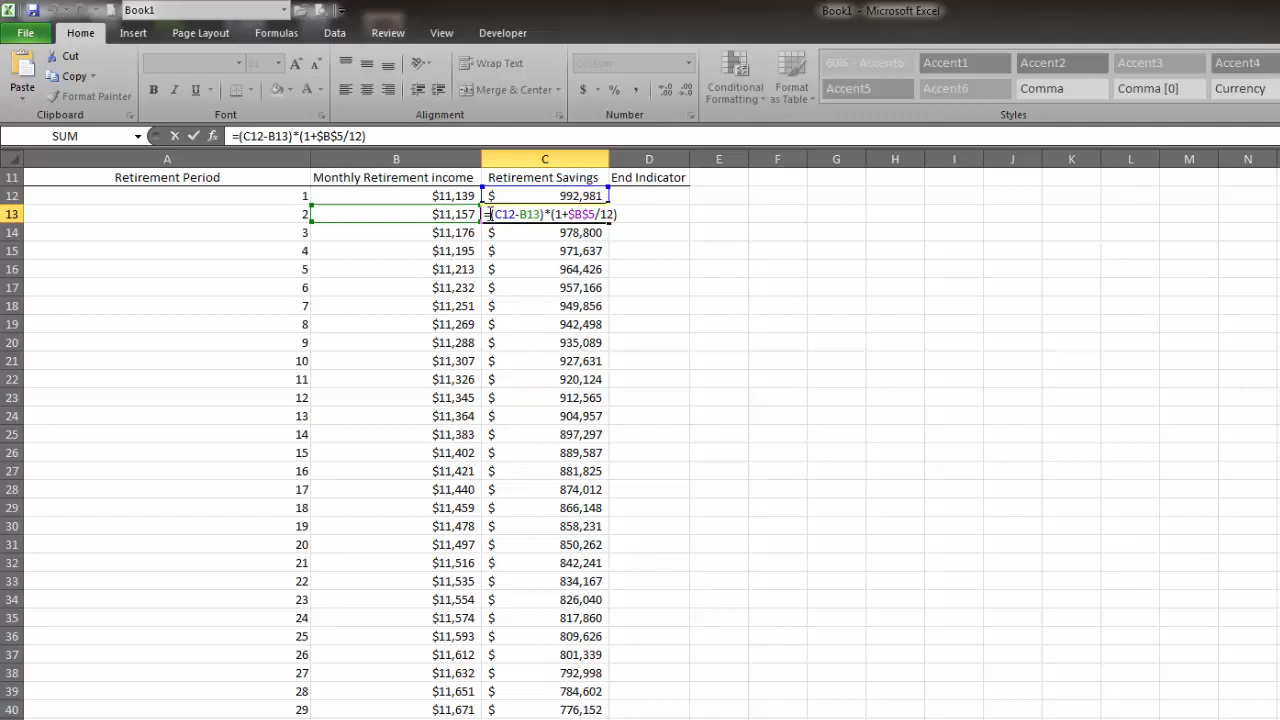 Book1
Book1 - Microsoft Excel
File Home Insert Page Layout Formulas Data Review View Developer
Paste
Cut
Copy
Format Painter
Clipboard
B I U A
Font
Wrap Text
Merge & Center
Alignment
$ % ,
Number
Conditional Formatting
Format as Table
Accent1 Accent2 Accent3 Accent4
Accent5 Accent6 Comma Comma [0] Currency
Styles
SUM fx =(C12-B13)*(1+$B$5/12)
A B C D E F G H I J K L M N
11 Retirement Period Monthly Retirement income Retirement Savings End Indicator
12 1 $11,139 $ 992,981
13 2 $11,157 =(C12-B13)*(1+$B$5/12)
14 3 $11,176 $ 978,800
15 4 $11,195 $ 971,637
16 5 $11,213 $ 964,426
17 6 $11,232 $ 957,166
18 7 $11,251 $ 949,856
19 8 $11,269 $ 942,498
20 9 $11,288 $ 935,089
21 10 $11,307 $ 927,631
22 11 $11,326 $ 920,124
23 12 $11,345 $ 912,565
24 13 $11,364 $ 904,957
25 14 $11,383 $ 897,297
26 15 $11,402 $ 889,587
27 16 $11,421 $ 881,825
28 17 $11,440 $ 874,012
29 18 $11,459 $ 866,148
30 19 $11,478 $ 858,231
31 20 $11,497 $ 850,262
32 21 $11,516 $ 842,241
33 22 $11,535 $ 834,167
34 23 $11,554 $ 826,040
35 24 $11,574 $ 817,860
36 25 $11,593 $ 809,626
37 26 $11,612 $ 801,339
38 27 $11,632 $ 792,998
39 28 $11,651 $ 784,602
40 29 $11,671 $ 776,152